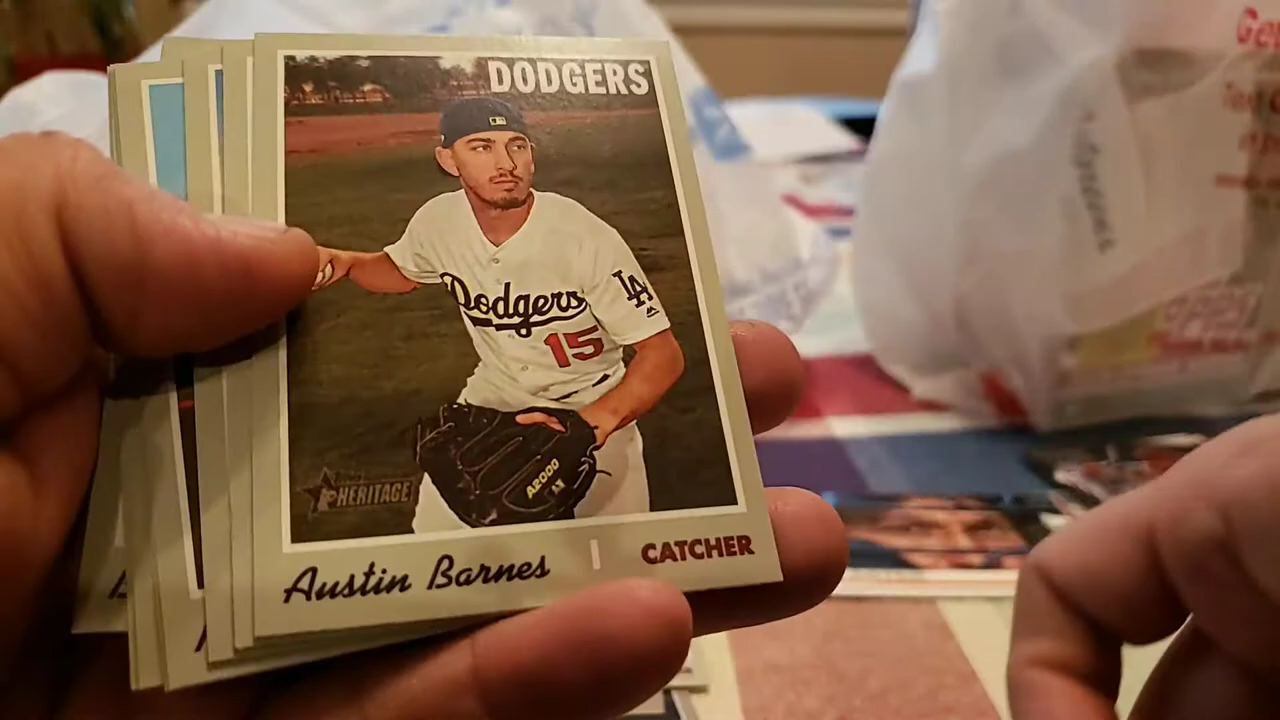 DODGERS
Dodgers
LA
15
A2000
HERITAGE
Austin Barnes | CATCHER